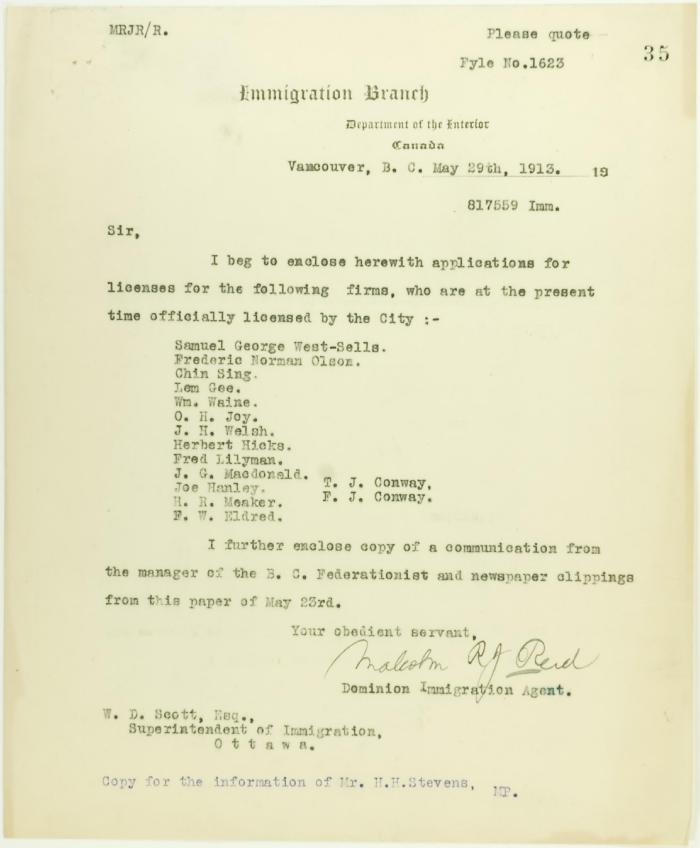 MRJR/R.
Please quote
35
Fyle No.1623
Immigration Branch
Department of the Interior
Canada
Vancouver, B. C. May 29th, 1913. 19
817559 Imm.
Sir,
I beg to enclose herewith applications for
licenses for the following firms, who are at the present
time officially licensed by the City :-
Samuel George West-Sells.
Frederic Norman Olson.
Chin Sing.
Lem Gee.
Wm. Waine.
O. H. Joy.
J. H. Welsh.
Herbert Hicks.
Fred Lilyman.
J. G. Macdonald.
Joe Hanley. T. J. Conway,
R. R. Meaker. F. J. Conway.
F. W. Eldred.
I further enclose copy of a communication from
the manager of the B. C. Federationist and newspaper clippings
from this paper of May 23rd.
Your obedient servant,
Malcolm RJ Reid
Dominion Immigration Agent.
W. D. Scott, Esq.,
Superintendent of Immigration,
O t t a w a.
Copy for the information of Mr. H.H.Stevens, MP.